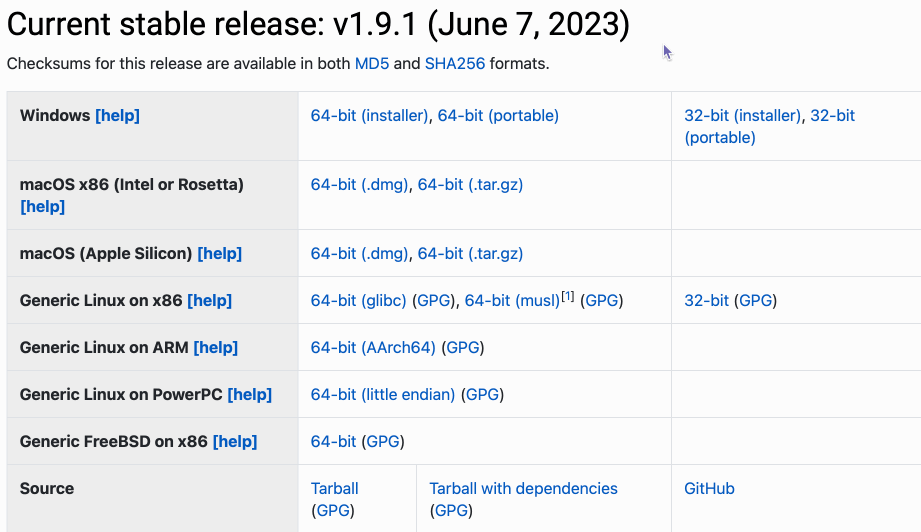 Current stable release: v1.9.1 (June 7, 2023)
Checksums for this release are available in both MD5 and SHA256 formats.
Windows [help] 64-bit (installer), 64-bit (portable) 32-bit (installer), 32-bit
(portable)
macOS x86 (Intel or Rosetta) 64-bit (.dmg), 64-bit (.tar.gz)
[help]
macOS (Apple Silicon) [help] 64-bit (.dmg), 64-bit (.tar.gz)
Generic Linux on x86 [help] 64-bit (glibc) (GPG), 64-bit (musl)[1] (GPG) 32-bit (GPG)
Generic Linux on ARM [help] 64-bit (AArch64) (GPG)
Generic Linux on PowerPC [help] 64-bit (little endian) (GPG)
Generic FreeBSD on x86 [help] 64-bit (GPG)
Source Tarball Tarball with dependencies GitHub
(GPG) (GPG)